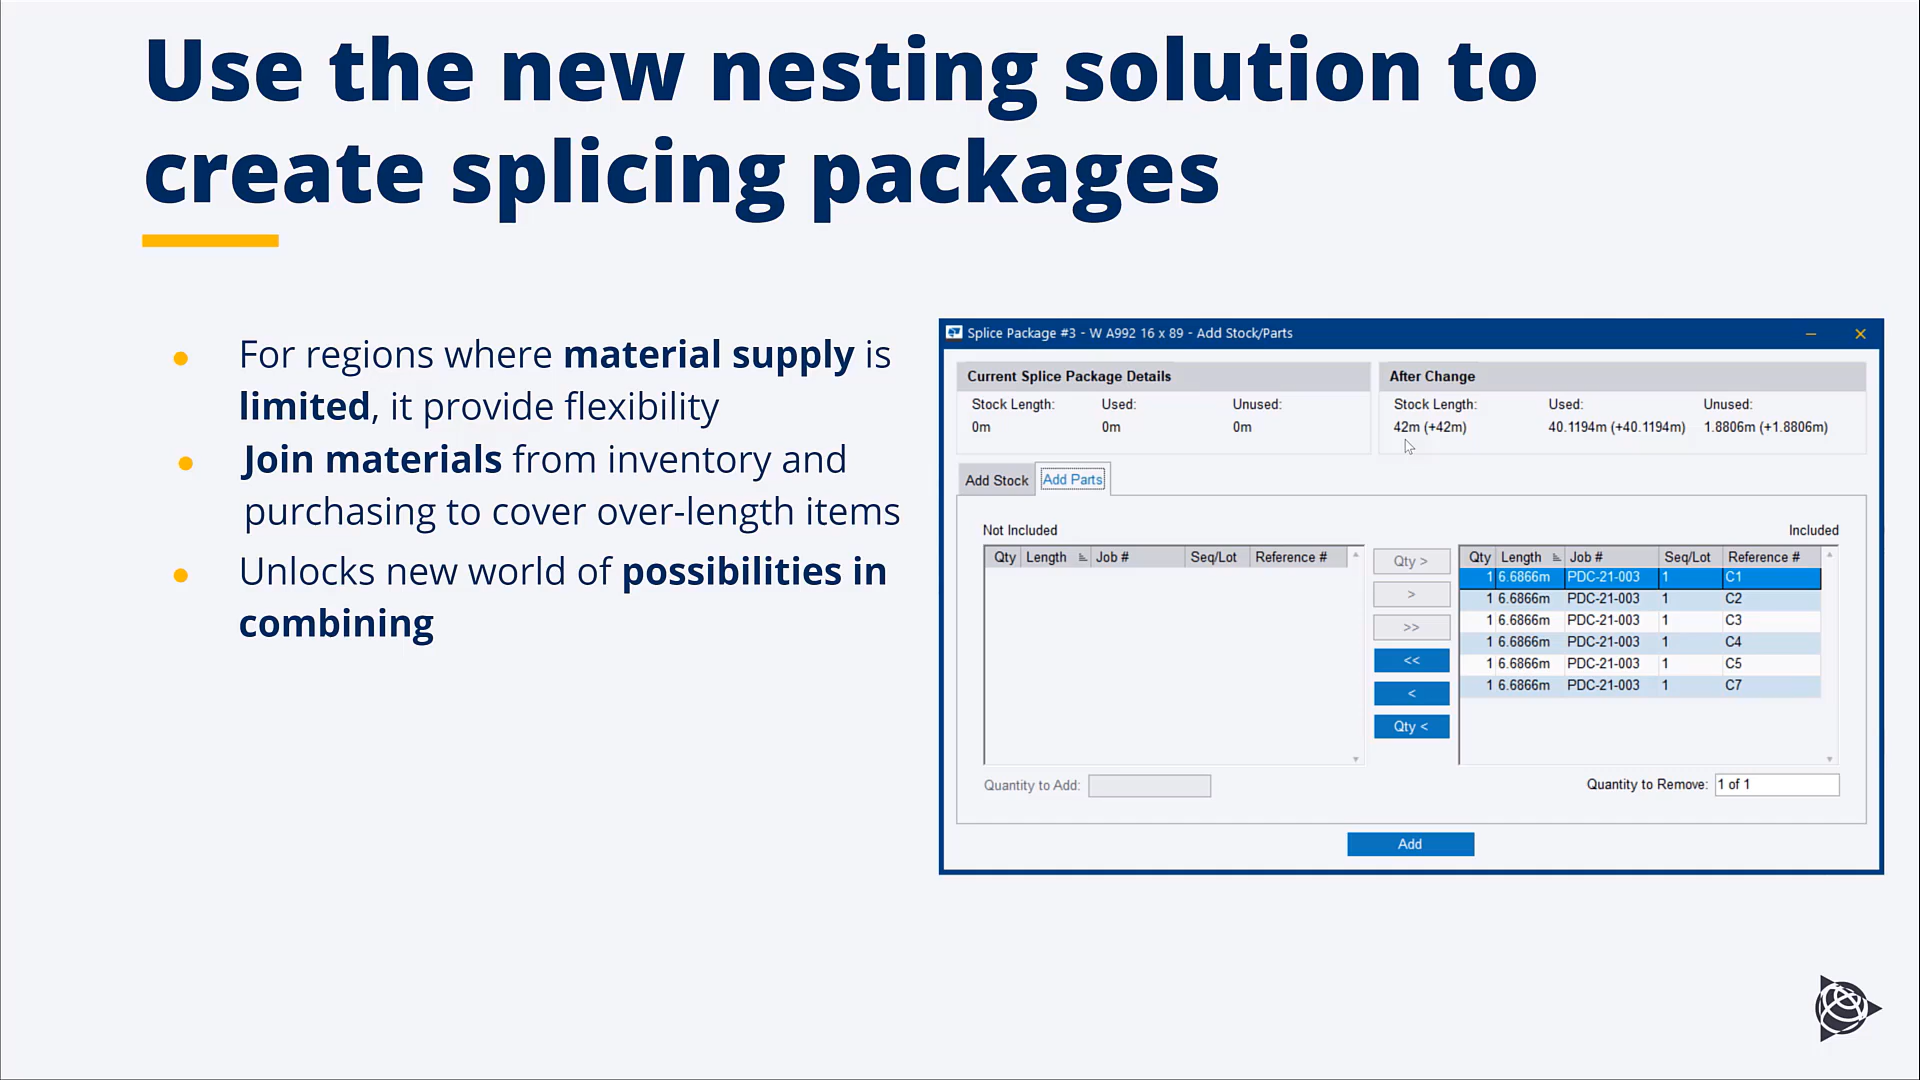 Use the new nesting solution to
create splicing packages
For regions where material supply is
limited, it provide flexibility
Join materials from inventory and
purchasing to cover over-length items
Unlocks new world of possibilities in
combining
Splice Package #3 - W A992 16 x 89 - Add Stock/Parts
Current Splice Package Details
Stock Length: Used: Unused:
0m 0m 0m
After Change
Stock Length: Used: Unused:
42m (+42m) 40.1194m (+40.1194m) 1.8806m (+1.8806m)
Add Stock Add Parts
Not Included
Qty Length Job # Seq/Lot Reference #
Qty >
>
>>
<<
<
Qty <
Included
Qty Length Job # Seq/Lot Reference #
1 6.6866m PDC-21-003 1 C1
1 6.6866m PDC-21-003 1 C2
1 6.6866m PDC-21-003 1 C3
1 6.6866m PDC-21-003 1 C4
1 6.6866m PDC-21-003 1 C5
1 6.6866m PDC-21-003 1 C7
Quantity to Add:
Quantity to Remove: 1 of 1
Add